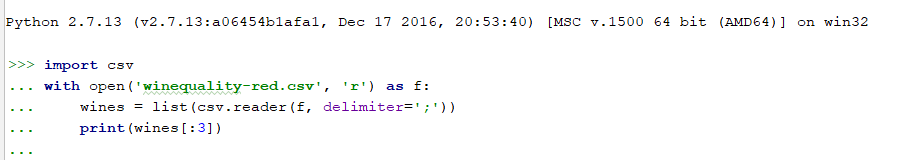 Python 2.7.13 (v2.7.13:a06454b1afa1, Dec 17 2016, 20:53:40) [MSC v.1500 64 bit (AMD64)] on win32
>>> import csv
... with open('winequality-red.csv', 'r') as f:
...     wines = list(csv.reader(f, delimiter=';'))
...     print(wines[:3])
...